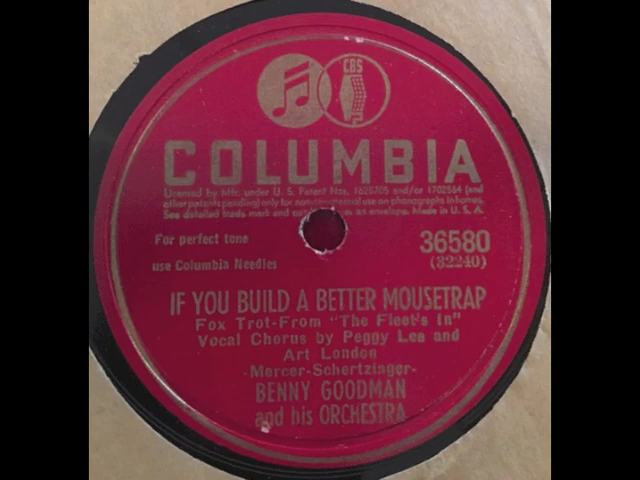 CBS
COLUMBIA
Licensed by Mfr. under U. S. Patent Nos. 1625705 and/or 1702564 (and
other patents pending) only for non-commercial use on phonographs in homes.
See detailed trade mark and as an envelope. Made in U. S. A.
For perfect tone
use Columbia Needles
36580
(32240)
IF YOU BUILD A BETTER MOUSETRAP
Fox Trot-From "The Fleet's In"
Vocal Chorus by Peggy Lee and
Art London
-Mercer-Schertzinger-
BENNY GOODMAN
and his ORCHESTRA